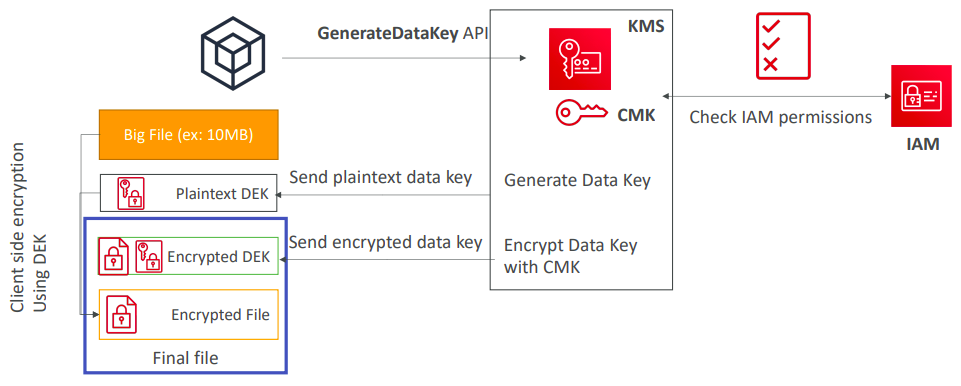 GenerateDataKey API
KMS
CMK
Check IAM permissions
IAM
Big File (ex: 10MB)
Client side encryption
Using DEK
Plaintext DEK
Send plaintext data key
Generate Data Key
Encrypted DEK
Send encrypted data key
Encrypt Data Key
with CMK
Encrypted File
Final file